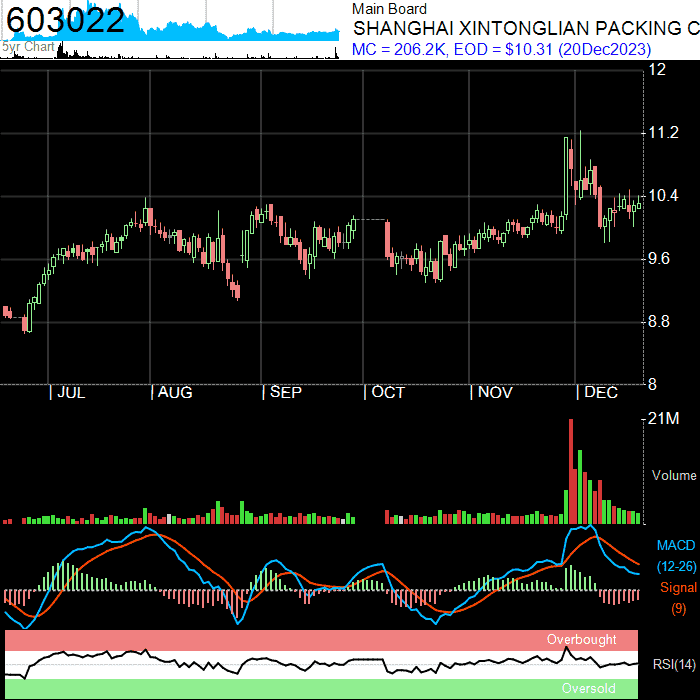 603022
5yr Chart
Main Board
SHANGHAI XINTONGLIAN PACKING C
MC = 206.2K, EOD = $10.31 (20Dec2023)
12
11.2
10.4
9.6
8.8
8
JUL
AUG
SEP
OCT
NOV
DEC
21M
Volume
MACD
(12-26)
Signal
(9)
Overbought
RSI(14)
Oversold